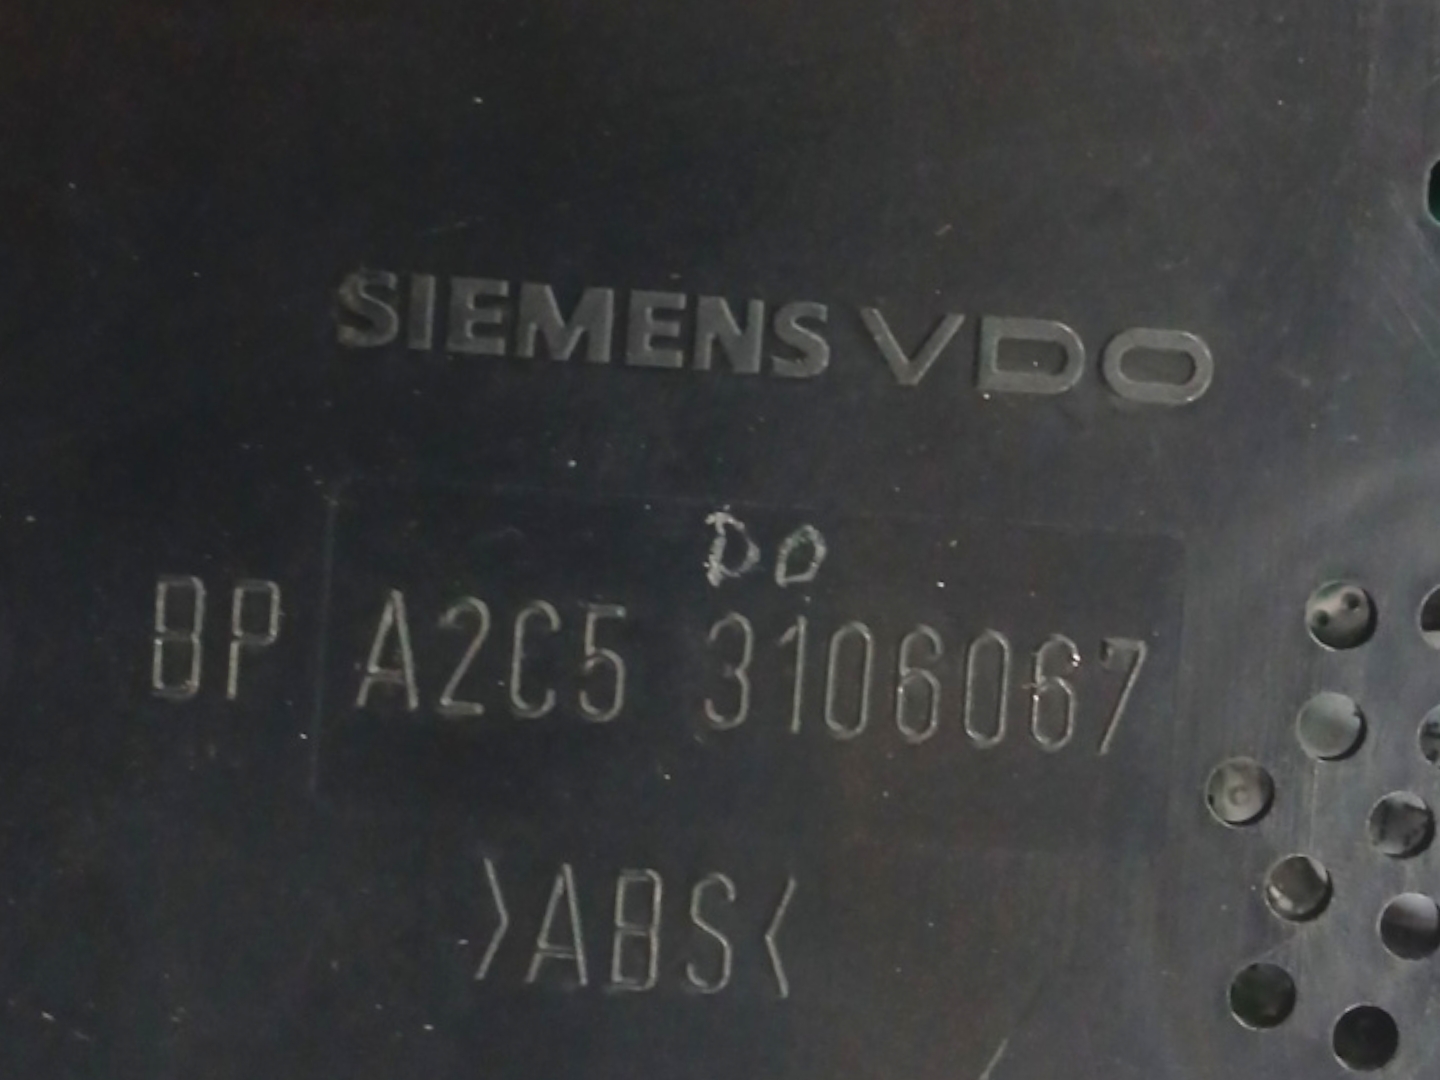 SIEMENS VDO
DO
BP A2C5 3106067
>ABS<